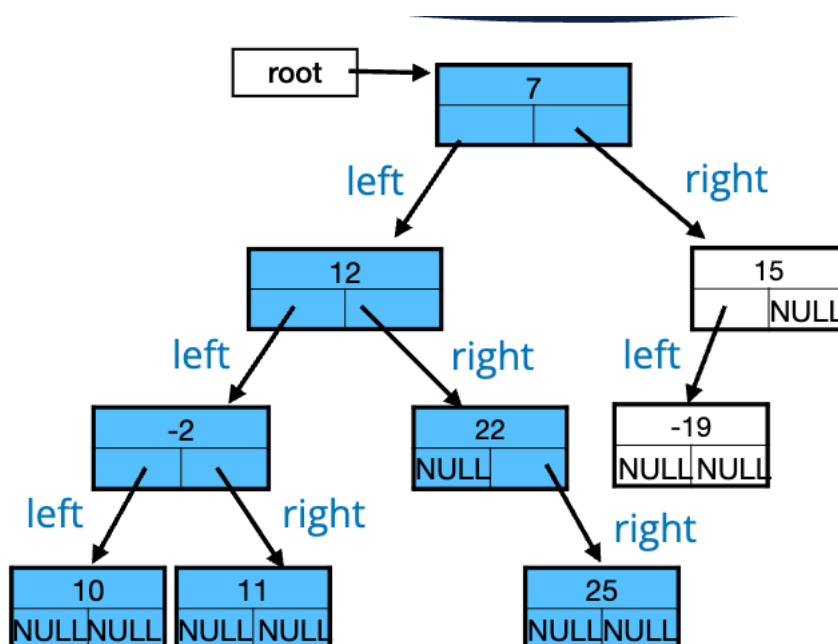 root
7
left
right
12
15
NULL
left
right
left
-2
22
-19
NULL
NULL NULL
left
right
right
10
11
25
NULL NULL
NULL NULL
NULL NULL